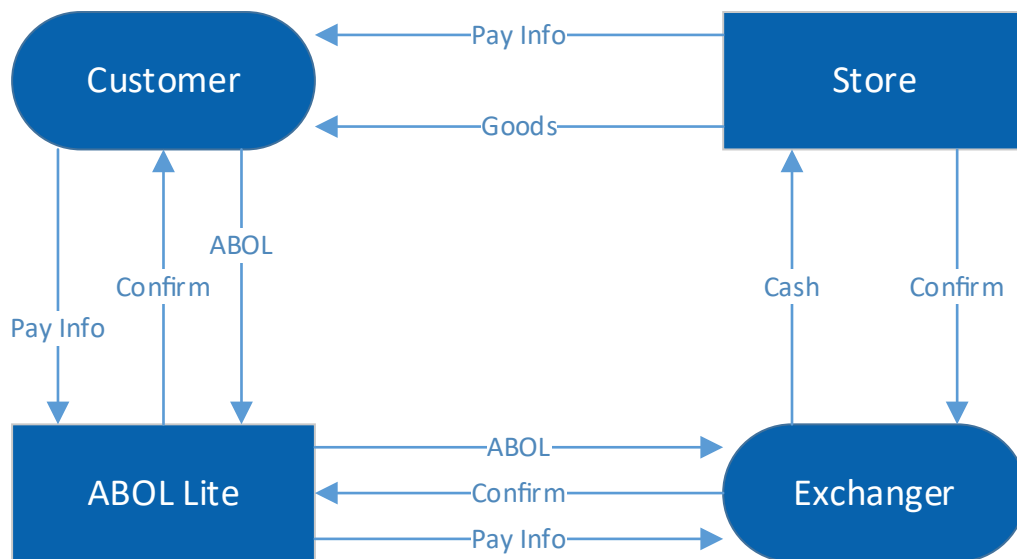 Pay Info
Customer
Store
Goods
ABOL
Confirm
Cash
Confirm
Pay Info
ABOL
ABOL Lite
Confirm
Exchanger
Pay Info